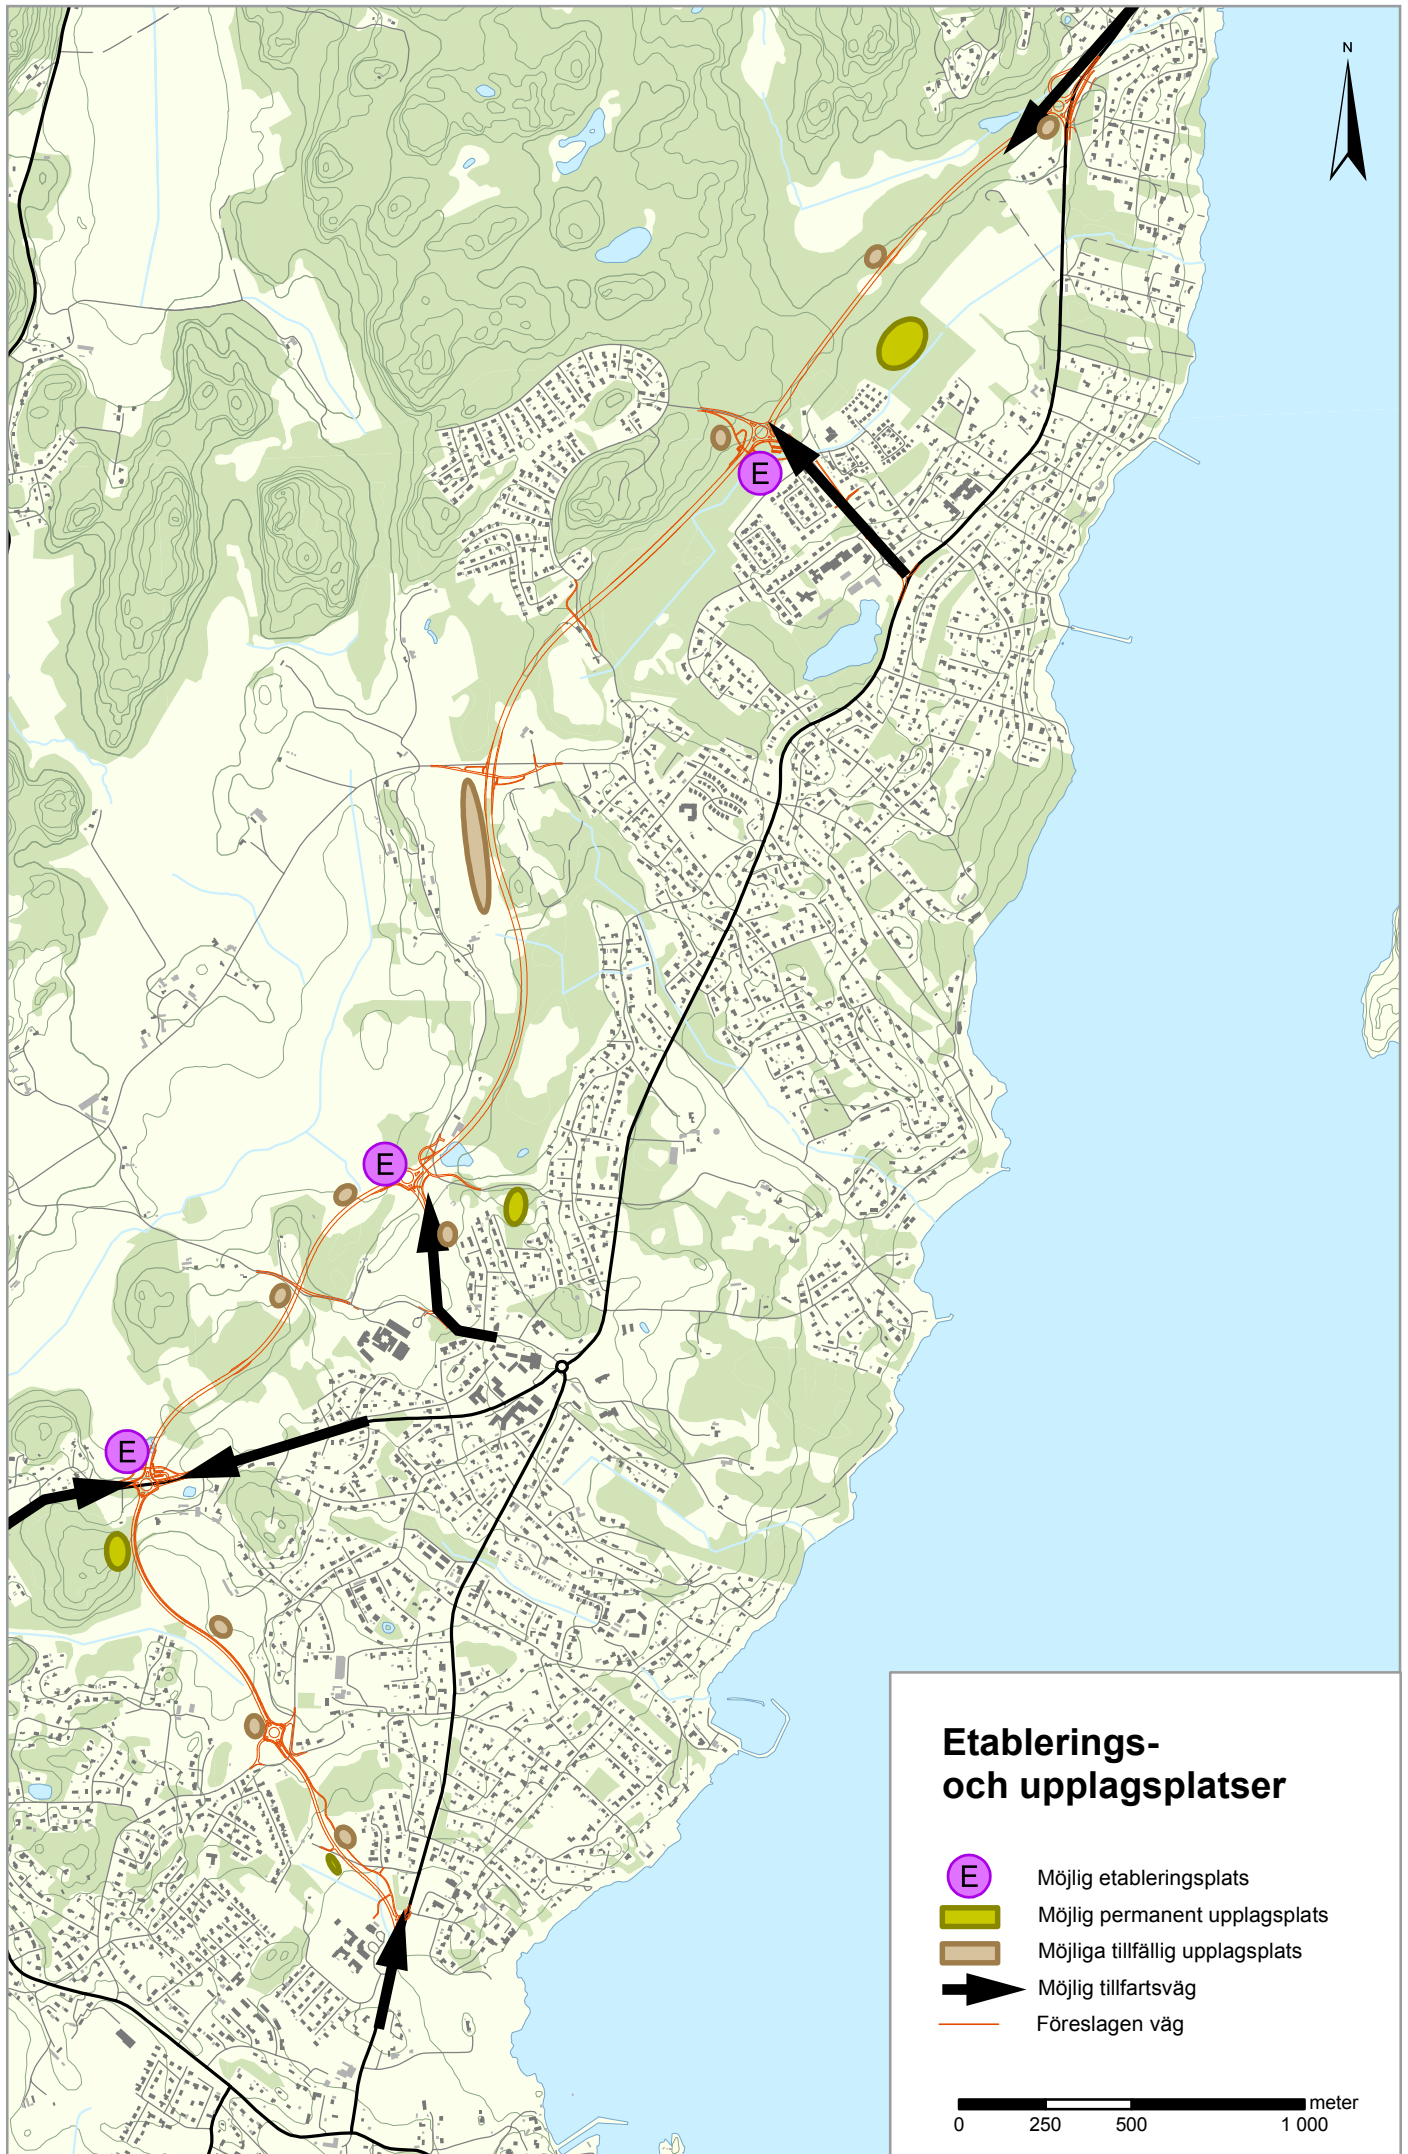 N
E
E
E
Etablerings-
och upplagsplatser
E Möjlig etableringsplats
Möjlig permanent upplagsplats
Möjliga tillfällig upplagsplats
Möjlig tillfartsväg
Föreslagen väg
meter
0 250 500 1 000